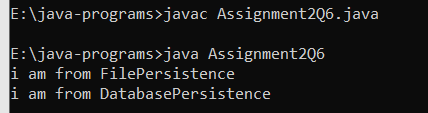 E:\java-programs>javac Assignment2Q6.java
E:\java-programs>java Assignment2Q6
i am from FilePersistence
i am from DatabasePersistence